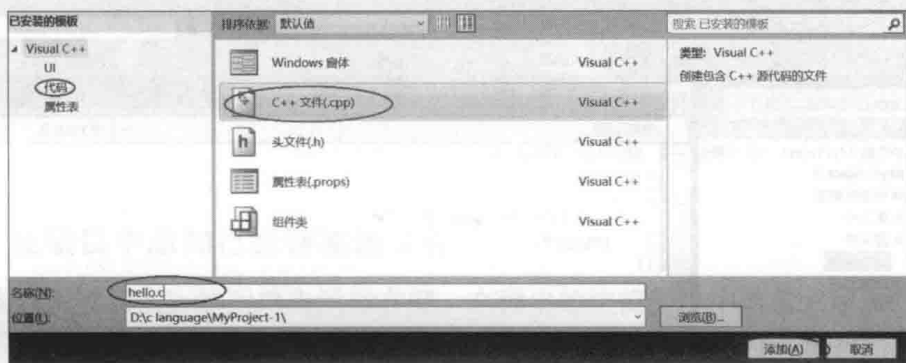 已安装的模板
排序依据: 默认值
搜索 已安装的模板
Visual C++
UI
代码
属性表
Windows 窗体 Visual C++
C++ 文件(.cpp) Visual C++
头文件(.h) Visual C++
属性表(.props) Visual C++
组件类 Visual C++
类型: Visual C++
创建包含 C++ 源代码的文件
名称(N): hello.c
位置(L): D:\c language\MyProject-1\
浏览(B)...
添加(A) 取消